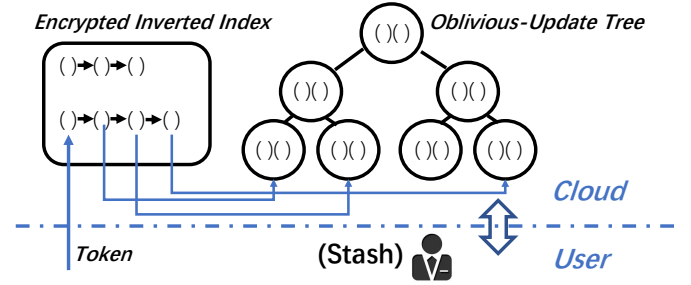 Encrypted Inverted Index
Oblivious-Update Tree
( )( )
( ) ( ) ( )
( )( ) ( )( )
( ) ( ) ( ) ( )
( )( ) ( )( ) ( )( ) ( )( )
Cloud
Token
(Stash)
User